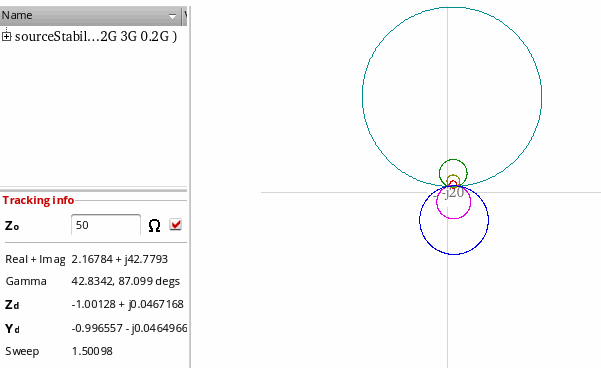 Name
sourceStabil...2G 3G 0.2G )
Tracking info
Zo 50 Ω
Real + Imag 2.16784 + j42.7793
Gamma 42.8342, 87.099 degs
Zd -1.00128 + j0.0467168
Yd -0.996557 - j0.0464966
Sweep 1.50098